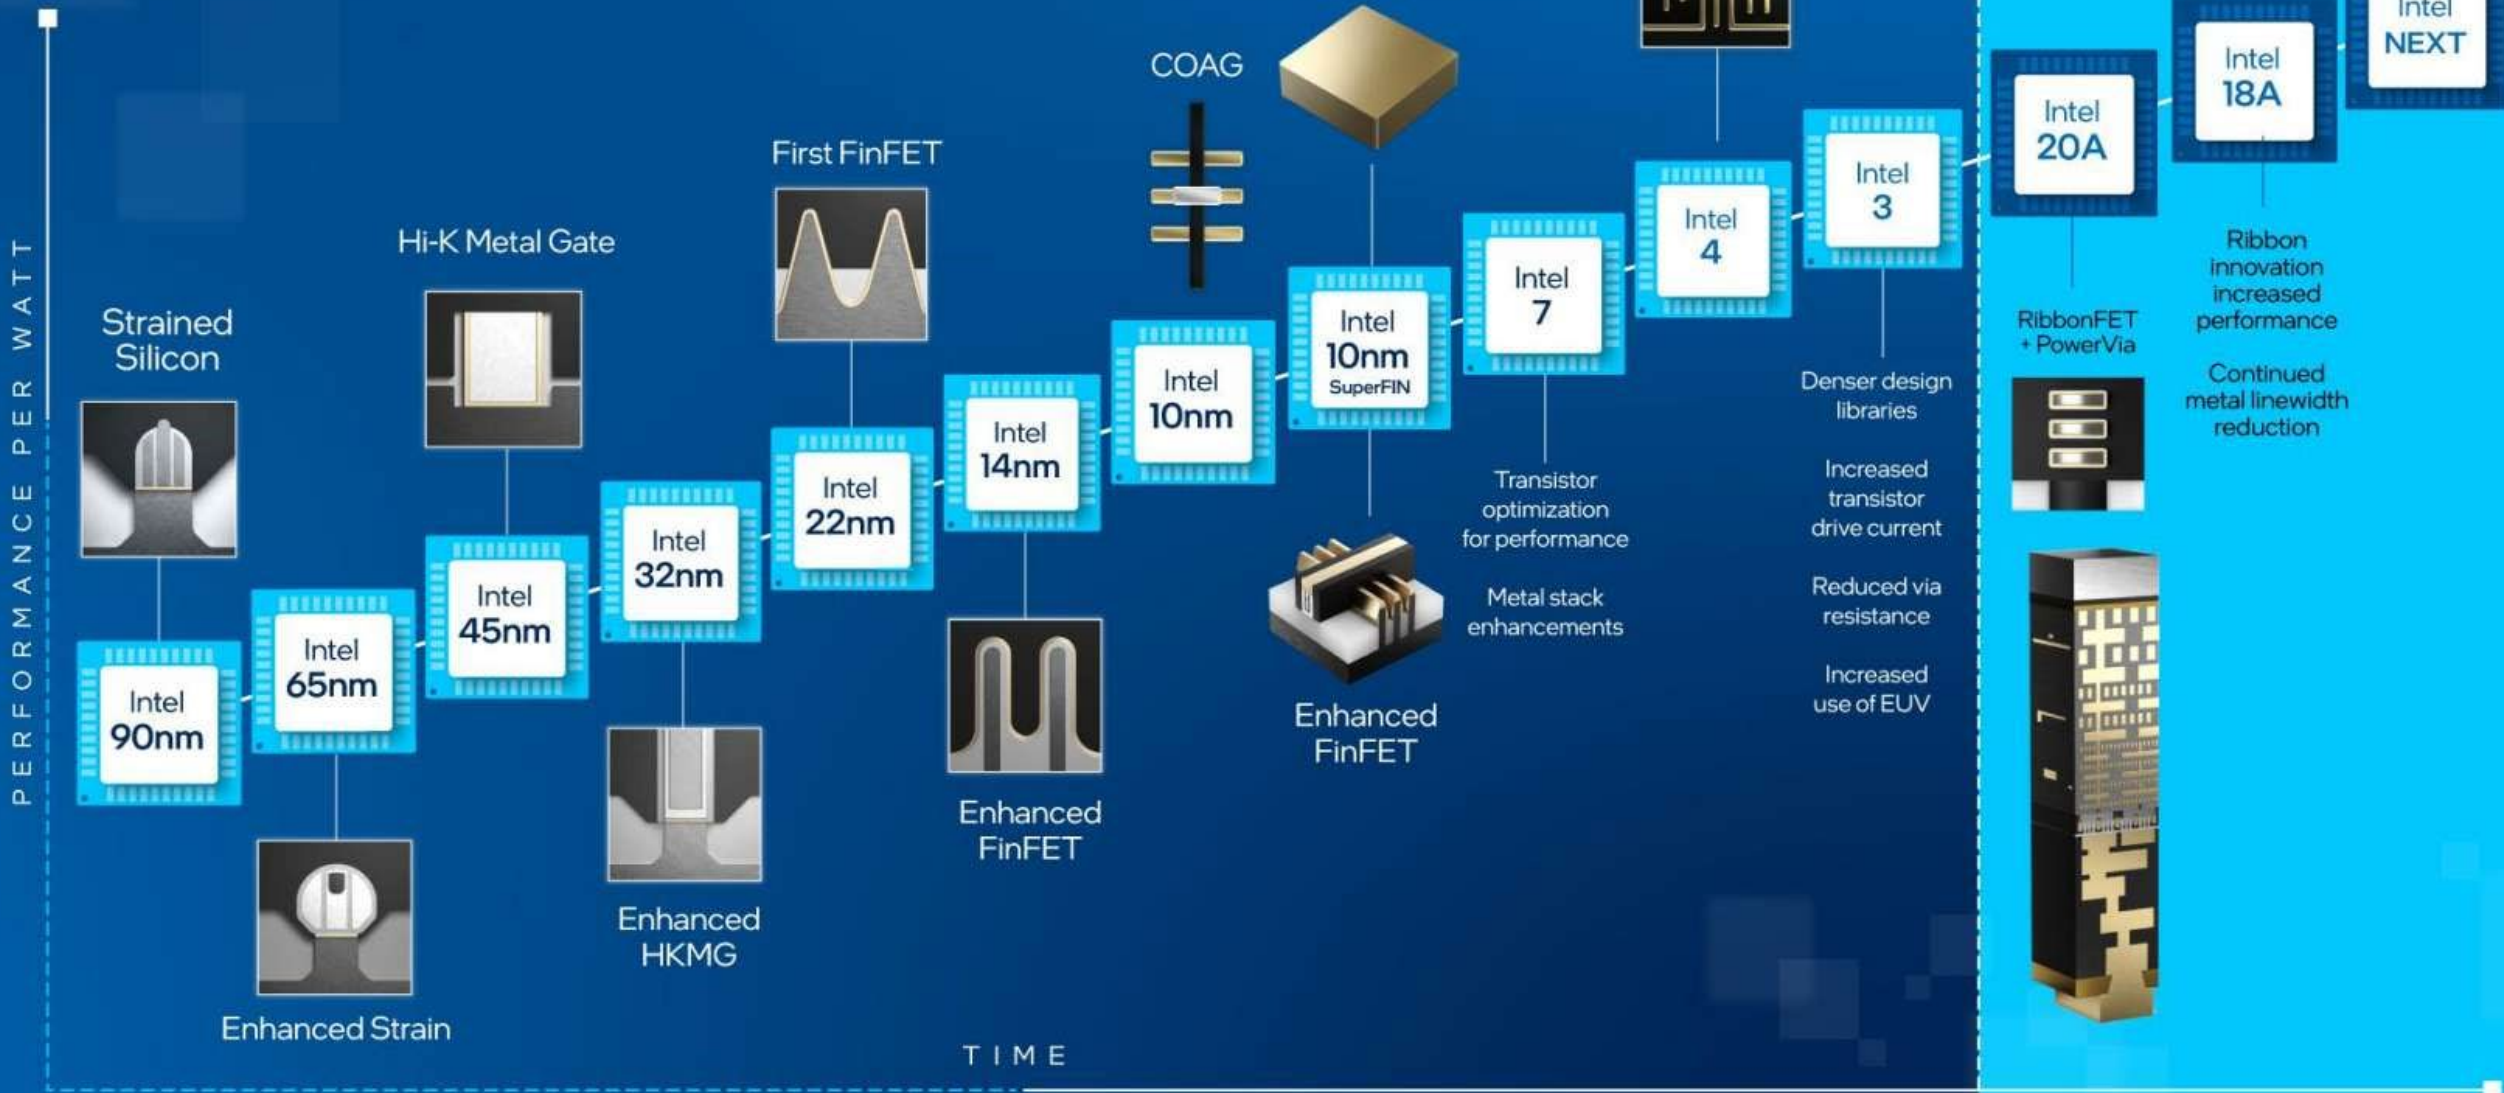 PERFORMANCE PER WATT
Strained
Silicon
Intel
90nm
Intel
65nm
Enhanced Strain
Hi-K Metal Gate
Intel
45nm
Intel
32nm
Enhanced
HKMG
First FinFET
Intel
22nm
Intel
14nm
Enhanced
FinFET
COAG
Intel
10nm
Intel
10nm
SuperFIN
Enhanced
FinFET
Intel
7
Transistor
optimization
for performance
Metal stack
enhancements
Intel
4
Intel
3
Denser design
libraries
Increased
transistor
drive current
Reduced via
resistance
Increased
use of EUV
Intel
20A
RibbonFET
+ PowerVia
Intel
18A
Ribbon
innovation
increased
performance
Continued
metal linewidth
reduction
Intel
NEXT
TIME